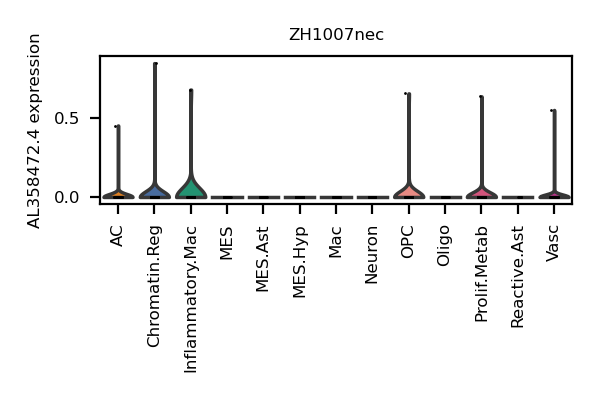 ZH1007nec
AL358472.4 expression
0.5
0.0
AC
Chromatin.Reg
Inflammatory.Mac
MES
MES.Ast
MES.Hyp
Mac
Neuron
OPC
Oligo
Prolif.Metab
Reactive.Ast
Vasc